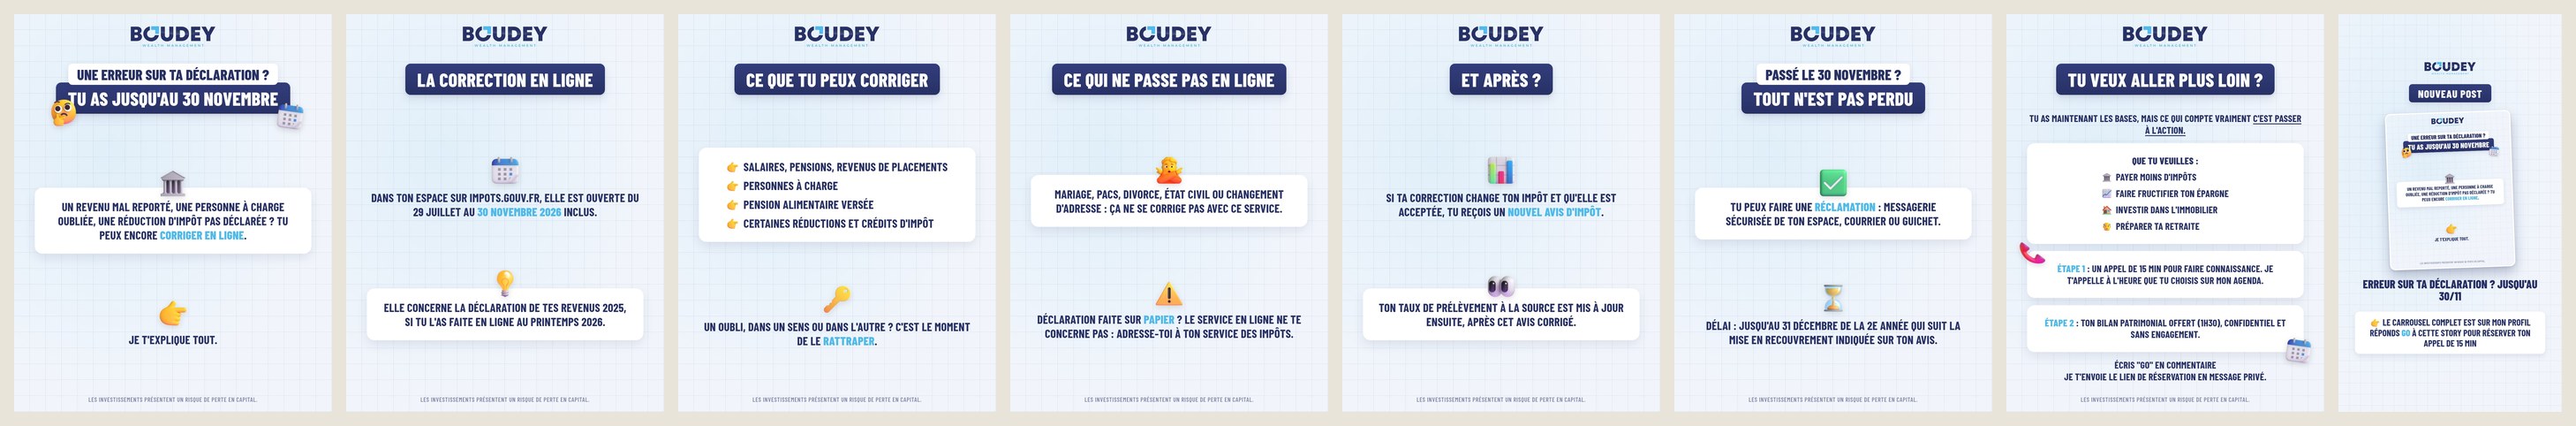 BOUDEY
WEALTH MANAGEMENT
UNE ERREUR SUR TA DÉCLARATION ?
TU AS JUSQU'AU 30 NOVEMBRE
UN REVENU MAL REPORTÉ, UNE PERSONNE À CHARGE
OUBLIÉE, UNE RÉDUCTION D'IMPÔT PAS DÉCLARÉE ? TU
PEUX ENCORE CORRIGER EN LIGNE.
JE T'EXPLIQUE TOUT.
LES INVESTISSEMENTS PRÉSENTENT UN RISQUE DE PERTE EN CAPITAL.
BOUDEY
WEALTH MANAGEMENT
LA CORRECTION EN LIGNE
DANS TON ESPACE SUR IMPOTS.GOUV.FR, ELLE EST OUVERTE DU
29 JUILLET AU 30 NOVEMBRE 2026 INCLUS.
ELLE CONCERNE LA DÉCLARATION DE TES REVENUS 2025,
SI TU L'AS FAITE EN LIGNE AU PRINTEMPS 2026.
LES INVESTISSEMENTS PRÉSENTENT UN RISQUE DE PERTE EN CAPITAL.
BOUDEY
WEALTH MANAGEMENT
CE QUE TU PEUX CORRIGER
SALAIRES, PENSIONS, REVENUS DE PLACEMENTS
PERSONNES À CHARGE
PENSION ALIMENTAIRE VERSÉE
CERTAINES RÉDUCTIONS ET CRÉDITS D'IMPÔT
UN OUBLI, DANS UN SENS OU DANS L'AUTRE ? C'EST LE MOMENT
DE LE RATTRAPER.
LES INVESTISSEMENTS PRÉSENTENT UN RISQUE DE PERTE EN CAPITAL.
BOUDEY
WEALTH MANAGEMENT
CE QUI NE PASSE PAS EN LIGNE
MARIAGE, PACS, DIVORCE, ÉTAT CIVIL OU CHANGEMENT
D'ADRESSE : ÇA NE SE CORRIGE PAS AVEC CE SERVICE.
DÉCLARATION FAITE SUR PAPIER ? LE SERVICE EN LIGNE NE TE
CONCERNE PAS : ADRESSE-TOI À TON SERVICE DES IMPÔTS.
LES INVESTISSEMENTS PRÉSENTENT UN RISQUE DE PERTE EN CAPITAL.
BOUDEY
WEALTH MANAGEMENT
ET APRÈS ?
SI TA CORRECTION CHANGE TON IMPÔT ET QU'ELLE EST
ACCEPTÉE, TU REÇOIS UN NOUVEL AVIS D'IMPÔT.
TON TAUX DE PRÉLÈVEMENT À LA SOURCE EST MIS À JOUR
ENSUITE, APRÈS CET AVIS CORRIGÉ.
LES INVESTISSEMENTS PRÉSENTENT UN RISQUE DE PERTE EN CAPITAL.
BOUDEY
WEALTH MANAGEMENT
PASSÉ LE 30 NOVEMBRE ?
TOUT N'EST PAS PERDU
TU PEUX FAIRE UNE RÉCLAMATION : MESSAGERIE
SÉCURISÉE DE TON ESPACE, COURRIER OU GUICHET.
DÉLAI : JUSQU'AU 31 DÉCEMBRE DE LA 2E ANNÉE QUI SUIT LA
MISE EN RECOUVREMENT INDIQUÉE SUR TON AVIS.
LES INVESTISSEMENTS PRÉSENTENT UN RISQUE DE PERTE EN CAPITAL.
BOUDEY
WEALTH MANAGEMENT
TU VEUX ALLER PLUS LOIN ?
TU AS MAINTENANT LES BASES, MAIS CE QUI COMPTE VRAIMENT C'EST PASSER
À L'ACTION.
QUE TU VEUILLES :
PAYER MOINS D'IMPÔTS
FAIRE FRUCTIFIER TON ÉPARGNE
INVESTIR DANS L'IMMOBILIER
PRÉPARER TA RETRAITE
ÉTAPE 1 : UN APPEL DE 15 MIN POUR FAIRE CONNAISSANCE. JE
T'APPELLE À L'HEURE QUE TU CHOISIS SUR MON AGENDA.
ÉTAPE 2 : TON BILAN PATRIMONIAL OFFERT (1H30), CONFIDENTIEL ET
SANS ENGAGEMENT.
ÉCRIS "GO" EN COMMENTAIRE
JE T'ENVOIE LE LIEN DE RÉSERVATION EN MESSAGE PRIVÉ.
LES INVESTISSEMENTS PRÉSENTENT UN RISQUE DE PERTE EN CAPITAL.
BOUDEY
NOUVEAU POST
BOUDEY
UNE ERREUR SUR TA DÉCLARATION ?
TU AS JUSQU'AU 30 NOVEMBRE
UN REVENU MAL REPORTÉ, UNE PERSONNE À CHARGE
OUBLIÉE, UNE RÉDUCTION D'IMPÔT PAS DÉCLARÉE ? TU
PEUX ENCORE CORRIGER EN LIGNE.
JE T'EXPLIQUE TOUT.
ERREUR SUR TA DÉCLARATION ? JUSQU'AU
30/11
LE CARROUSEL COMPLET EST SUR MON PROFIL
RÉPONDS GO À CETTE STORY POUR RÉSERVER TON
APPEL DE 15 MIN